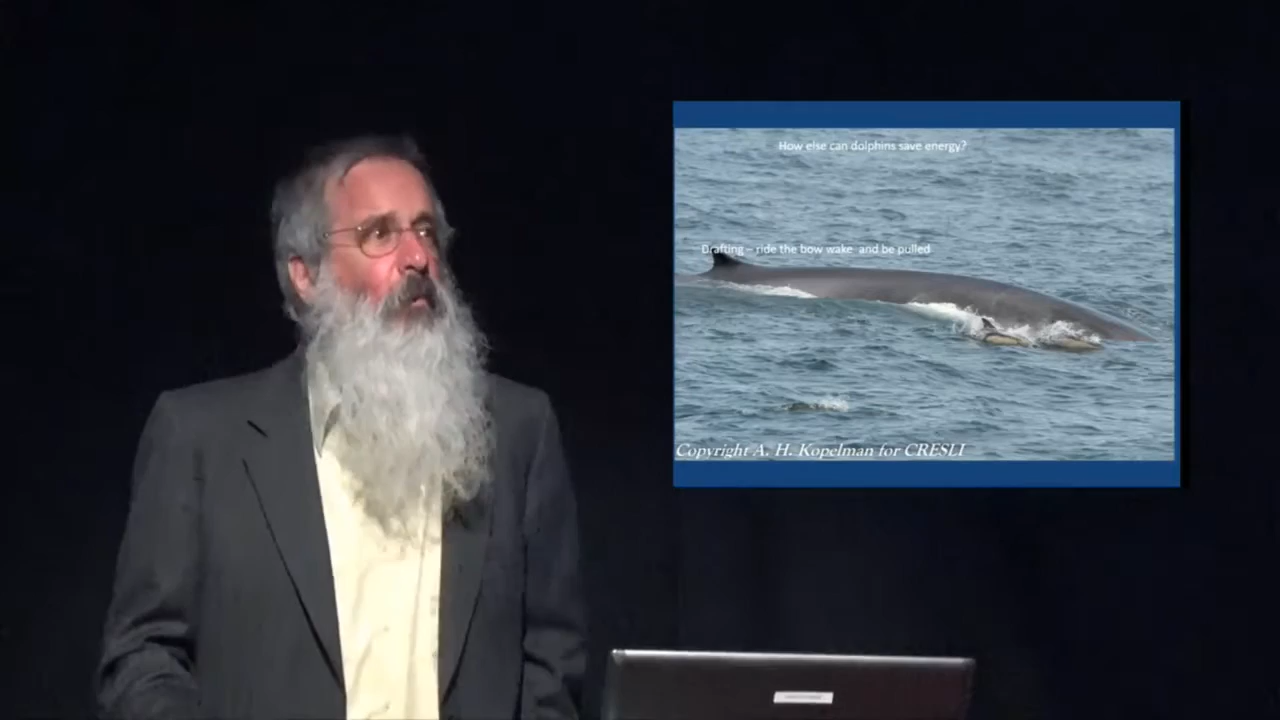 How else can dolphins save energy?
Drafting – ride the bow wake and be pulled
Copyright A. H. Kopelman for CRESLI